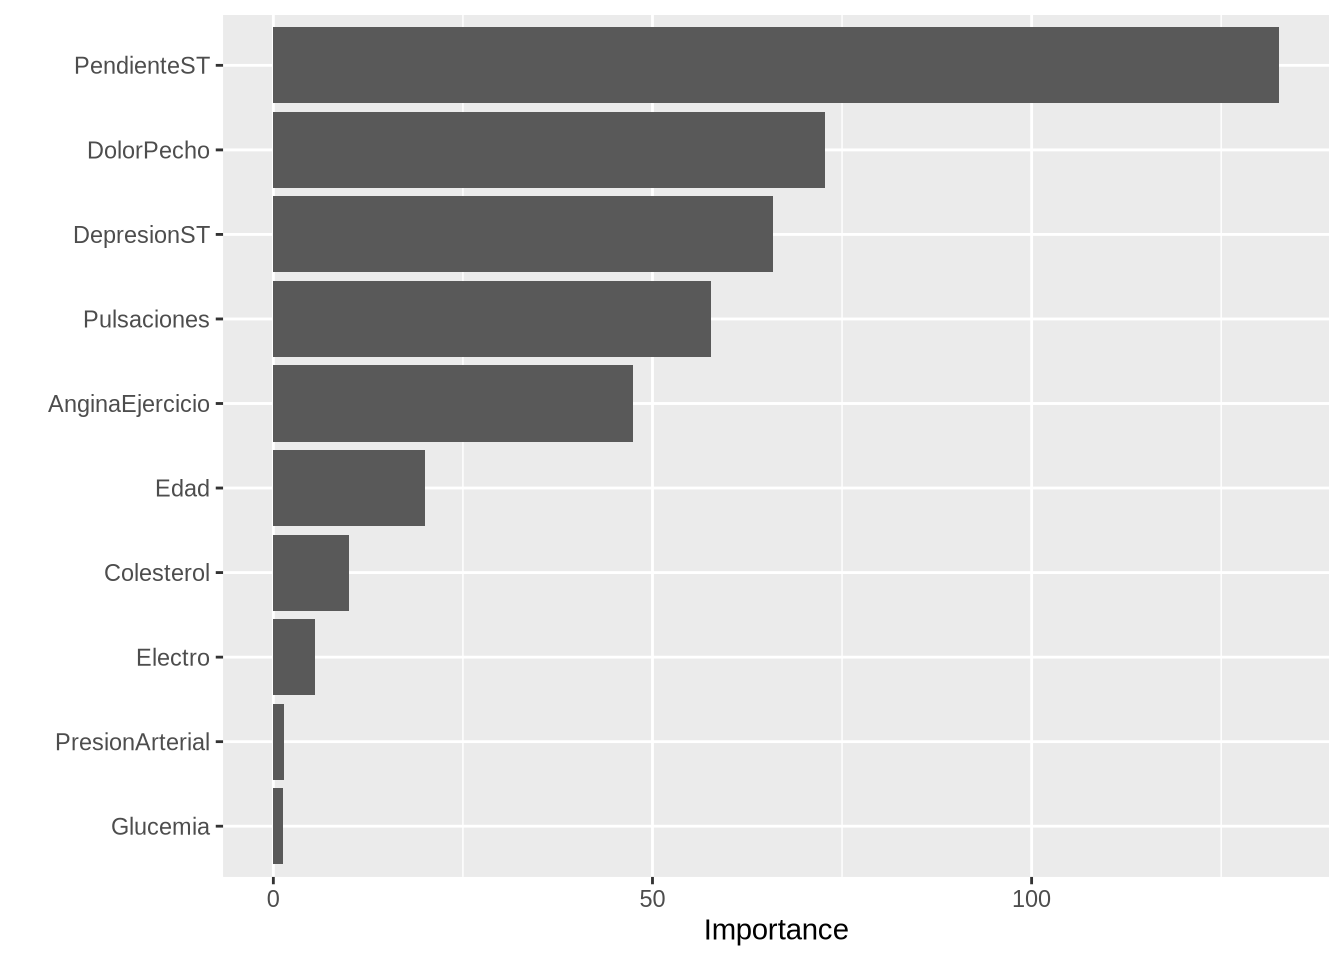 PendienteST
DolorPecho
DepresionST
Pulsaciones
AnginaEjercicio
Edad
Colesterol
Electro
PresionArterial
Glucemia
0 50 100
Importance